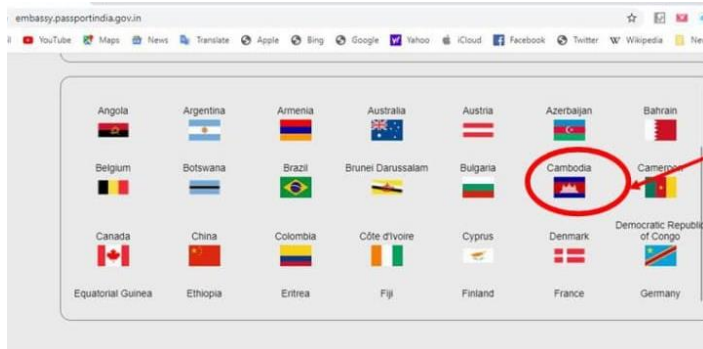 embassy.passportindia.gov.in
YouTube Maps News Translate Apple Bing Google Yahoo iCloud Facebook Twitter Wikipedia
Angola Argentina Armenia Australia Austria Azerbaijan Bahrain
Belgium Botswana Brazil Brunei Darussalam Bulgaria Cambodia Cameroon
Canada China Colombia Côte d'Ivoire Cyprus Denmark Democratic Republic
of Congo
Equatorial Guinea Ethiopia Eritrea Fiji Finland France Germany